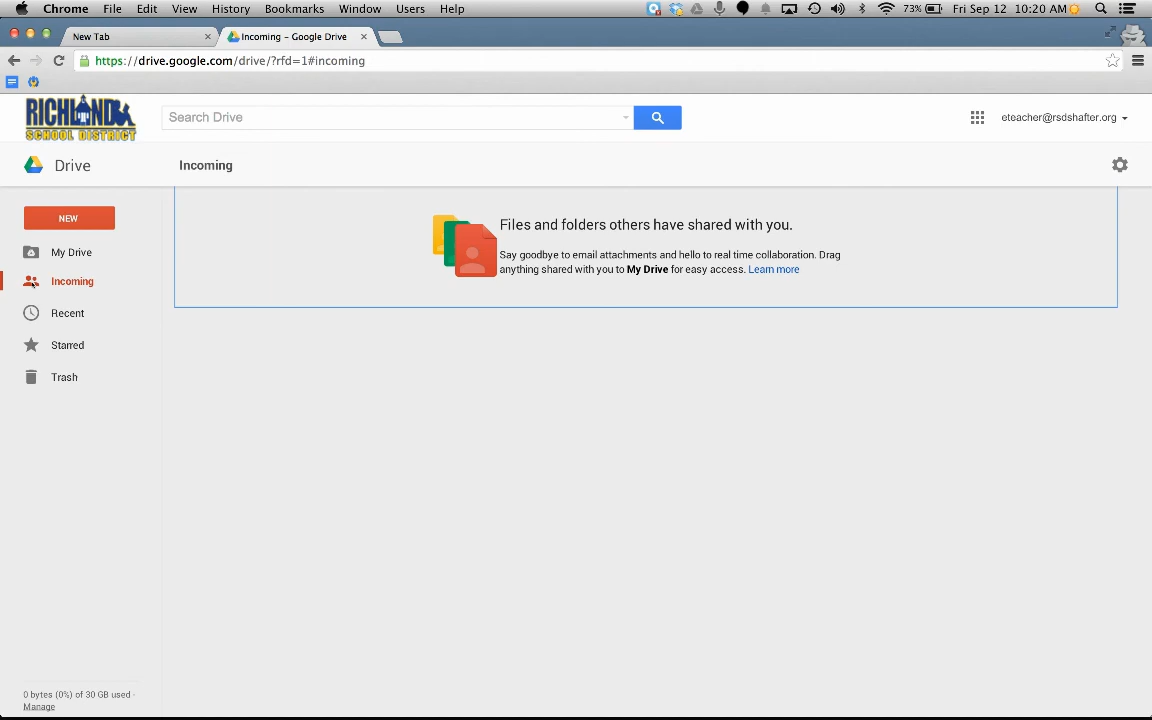 Chrome File Edit View History Bookmarks Window Users Help 73% Fri Sep 12 10:20 AM
New Tab Incoming – Google Drive
https://drive.google.com/drive/?rfd=1#incoming
RICHLAND
SCHOOL DISTRICT
Search Drive
eteacher@rsdshafter.org
Drive
Incoming
NEW
My Drive
Incoming
Recent
Starred
Trash
Files and folders others have shared with you.
Say goodbye to email attachments and hello to real time collaboration. Drag
anything shared with you to My Drive for easy access. Learn more
0 bytes (0%) of 30 GB used -
Manage